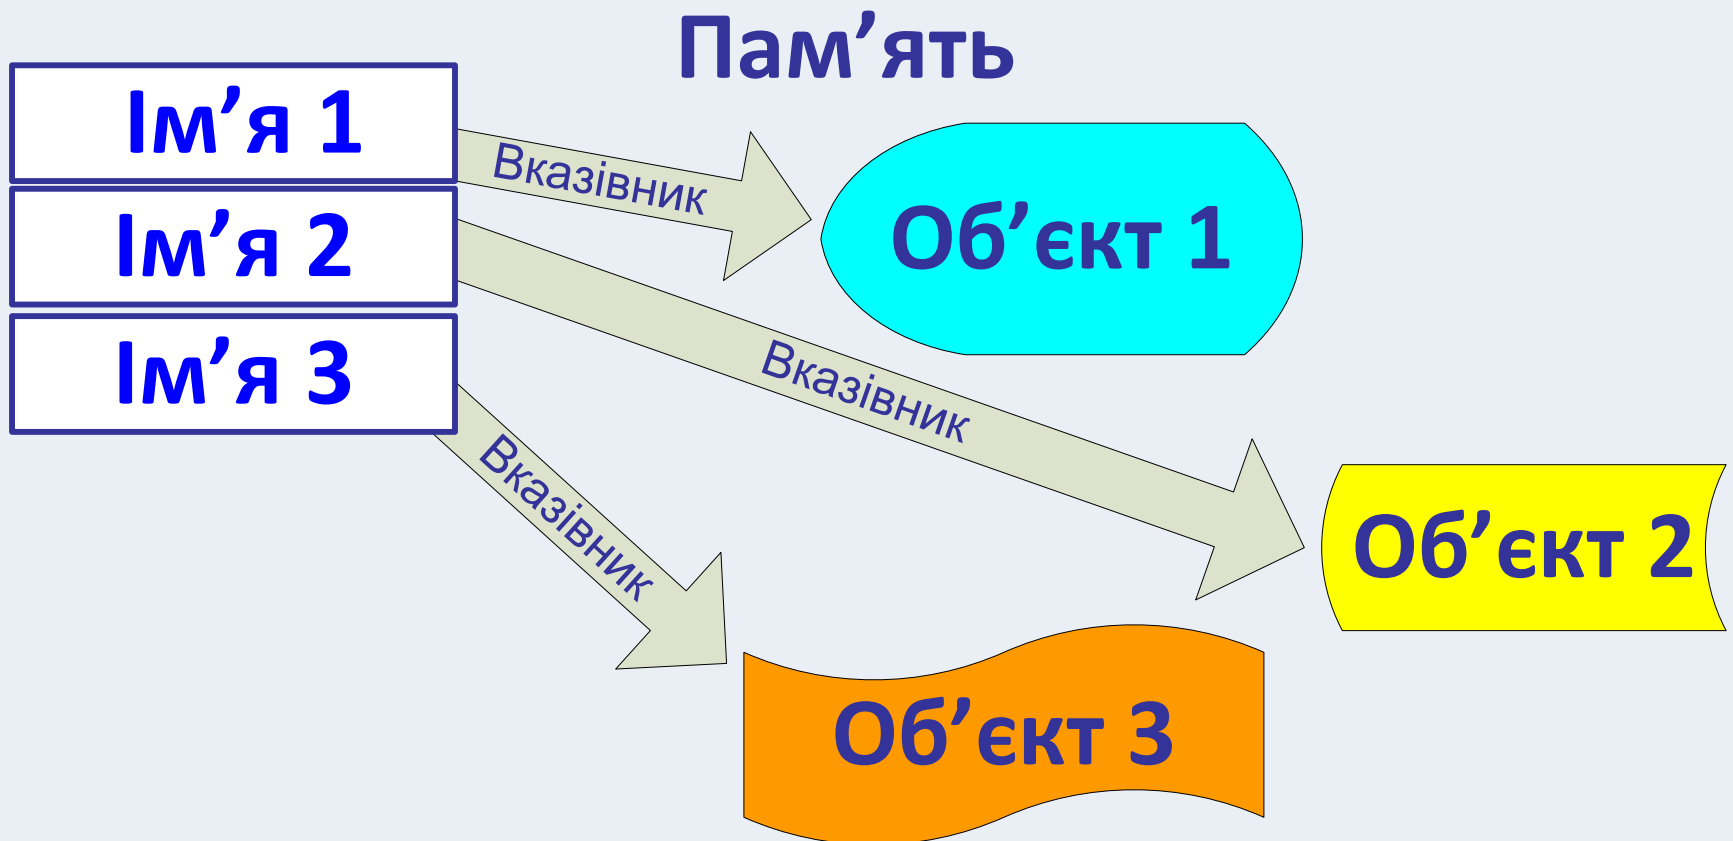 Пам’ять
Ім’я 1
Вказівник
Об’єкт 1
Ім’я 2
Вказівник
Об’єкт 2
Ім’я 3
Вказівник
Об’єкт 3